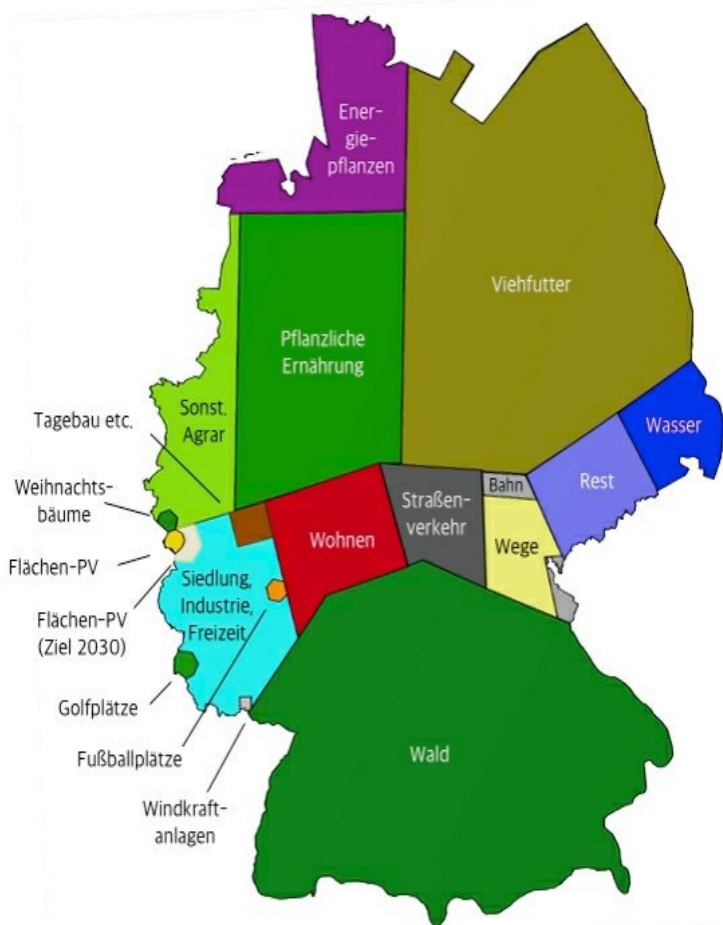 Ener-
gie-
pflanzen
Viehfutter
Pflanzliche
Ernährung
Sonst.
Agrar
Tagebau etc.
Wasser
Rest
Bahn
Straßen-
verkehr
Wege
Wohnen
Weihnachts-
bäume
Flächen-PV
Flächen-PV
(Ziel 2030)
Siedlung,
Industrie,
Freizeit
Golfplätze
Fußballplätze
Windkraft-
anlagen
Wald